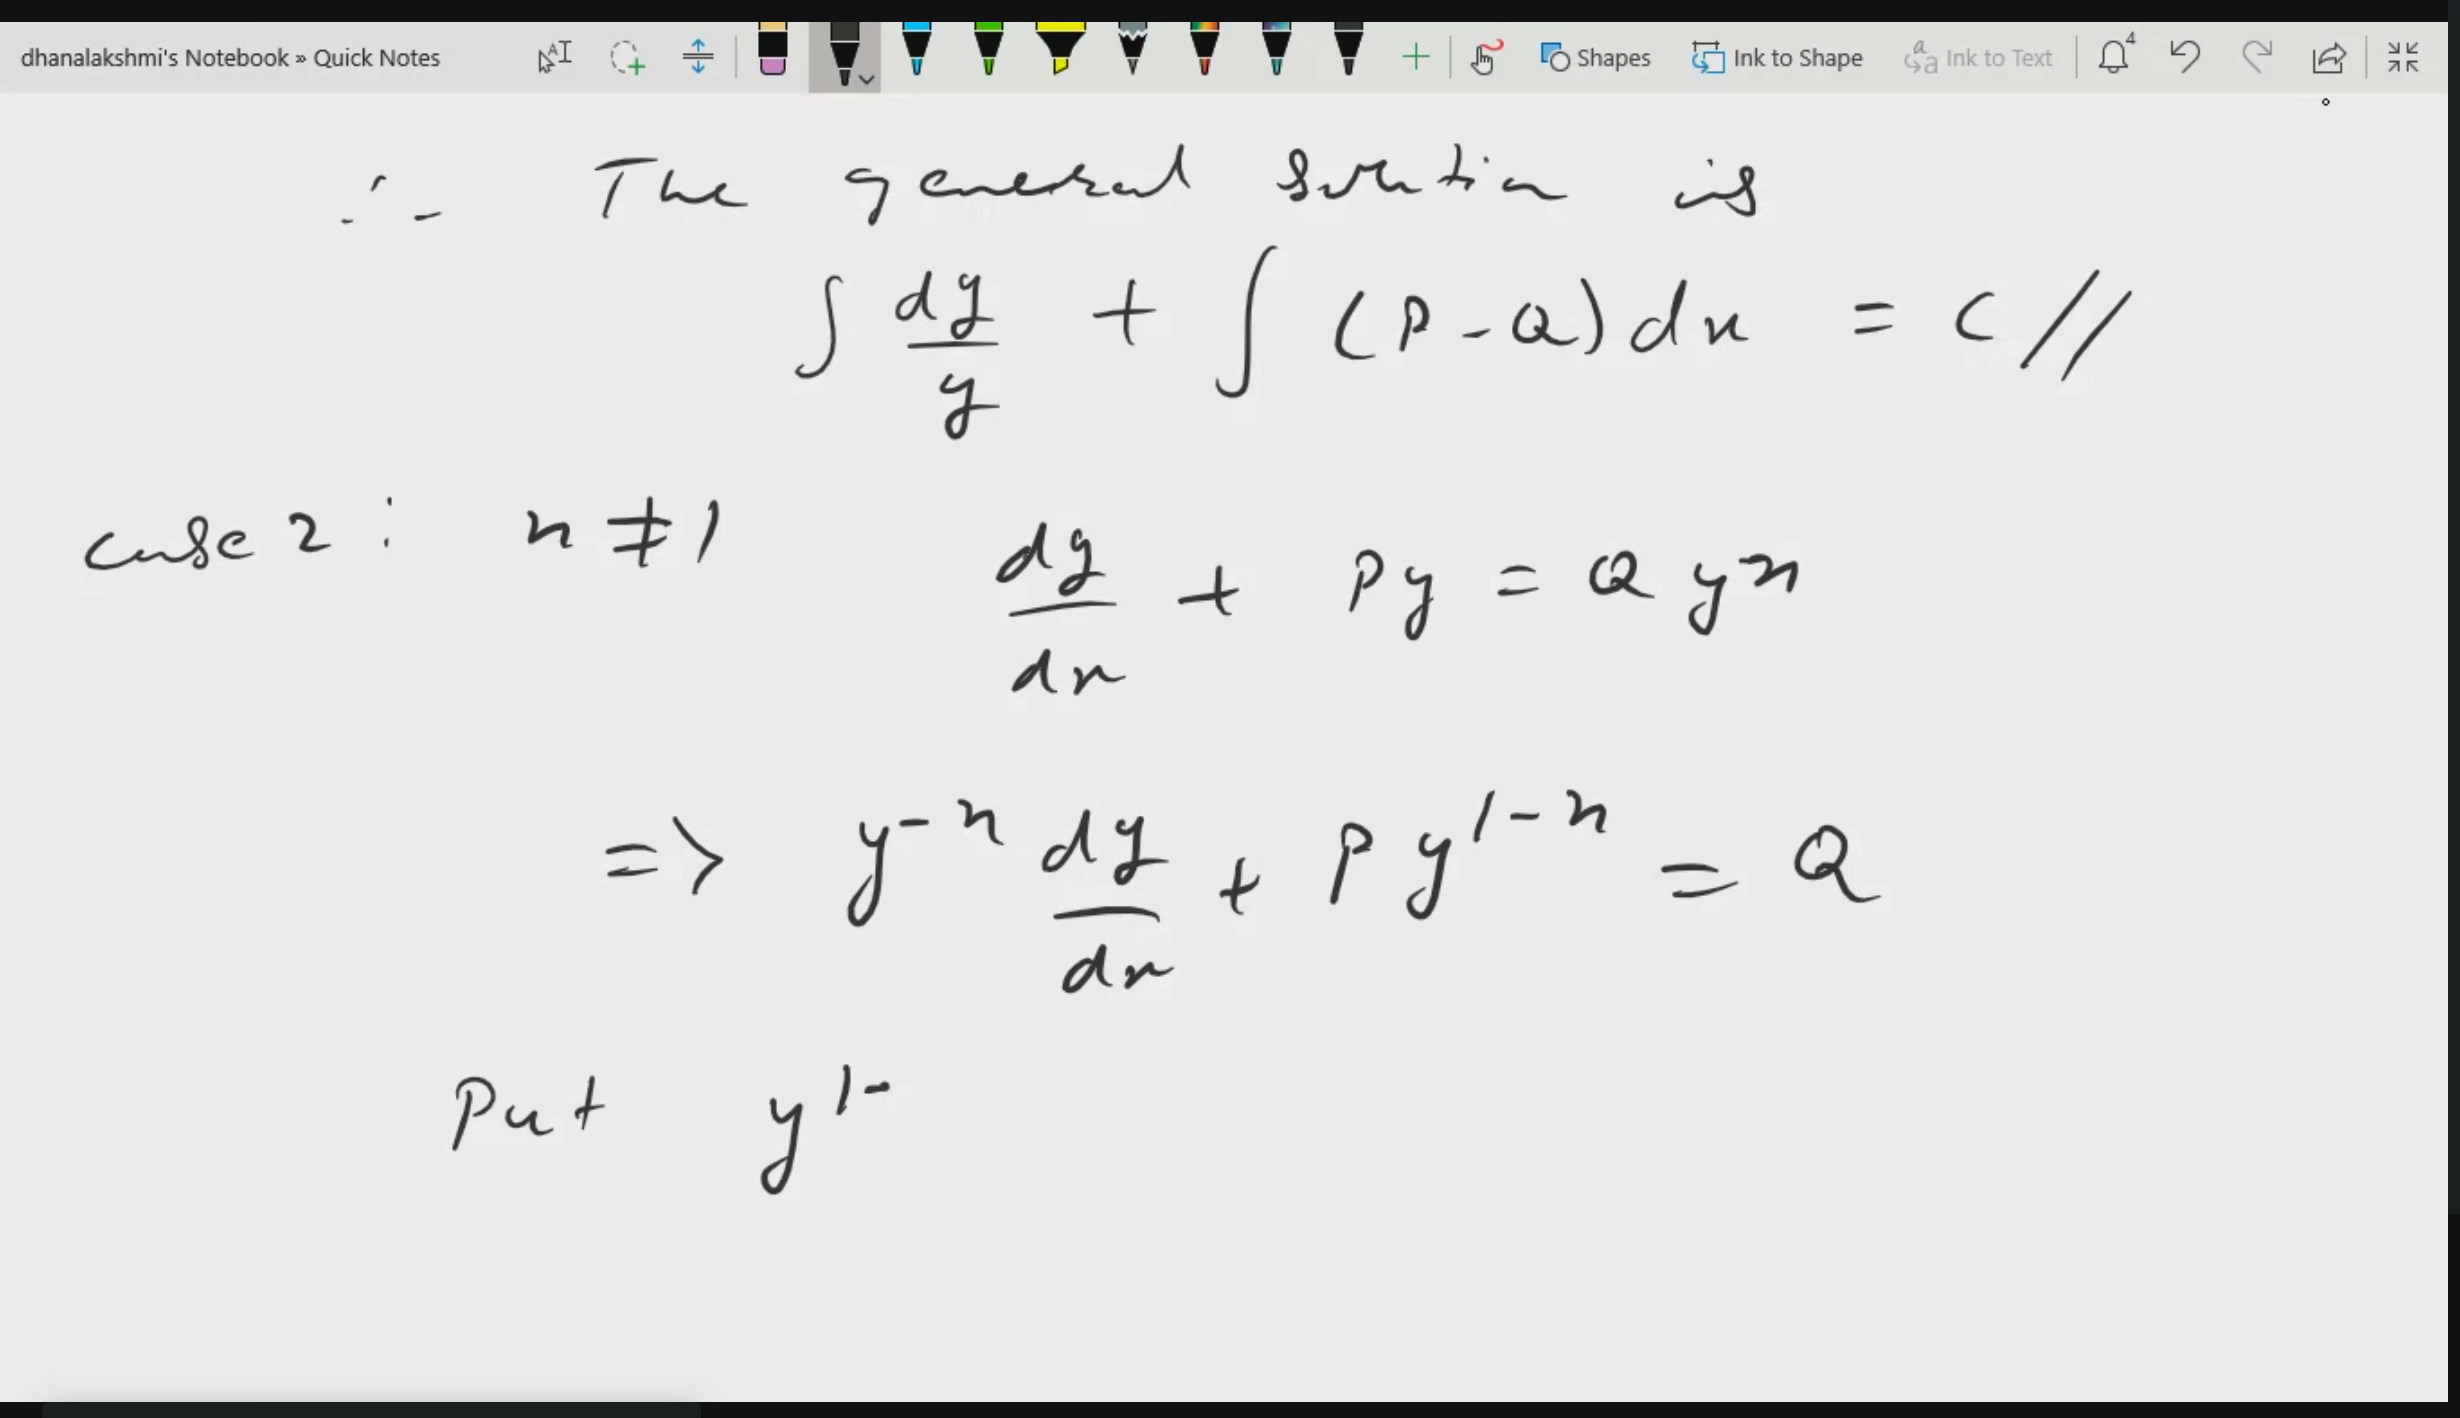 dhanalakshmi's Notebook » Quick Notes Shapes Ink to Shape Ink to Text 4
∴ The general solution is
∫ dy/y + ∫ (P - Q) dx = C //
case 2 : n ≠ 1 dy/dx + Py = Q yⁿ
=> y⁻ⁿ dy/dx + P y¹⁻ⁿ = Q
Put y¹⁻